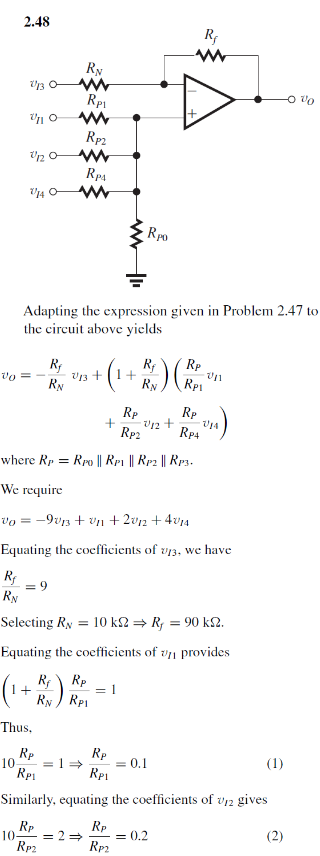 2.48
R_f
R_N
v_I3
R_P1
v_I1
R_P2
v_I2
R_P4
v_I4
−
+
v_O
R_P0
Adapting the expression given in Problem 2.47 to
the circuit above yields
v_O = −(R_f/R_N) v_I3 + (1 + R_f/R_N)((R_P/R_P1) v_I1
+ (R_P/R_P2) v_I2 + (R_P/R_P4) v_I4)
where R_P = R_P0 ∥ R_P1 ∥ R_P2 ∥ R_P3.
We require
v_O = −9v_I3 + v_I1 + 2v_I2 + 4v_I4
Equating the coefficients of v_I3, we have
R_f/R_N = 9
Selecting R_N = 10 kΩ ⇒ R_f = 90 kΩ.
Equating the coefficients of v_I1 provides
(1 + R_f/R_N) R_P/R_P1 = 1
Thus,
10 R_P/R_P1 = 1 ⇒ R_P/R_P1 = 0.1 (1)
Similarly, equating the coefficients of v_I2 gives
10 R_P/R_P2 = 2 ⇒ R_P/R_P2 = 0.2 (2)